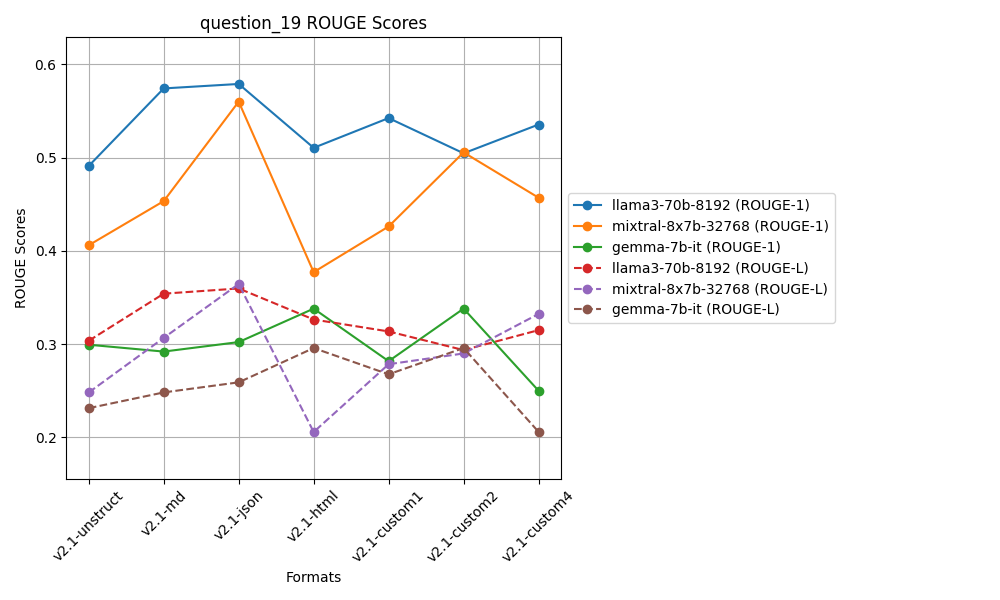 question_19 ROUGE Scores
ROUGE Scores
0.6
0.5
0.4
0.3
0.2
v2.1-unstruct
v2.1-md
v2.1-json
v2.1-html
v2.1-custom1
v2.1-custom2
v2.1-custom4
Formats
llama3-70b-8192 (ROUGE-1)
mixtral-8x7b-32768 (ROUGE-1)
gemma-7b-it (ROUGE-1)
llama3-70b-8192 (ROUGE-L)
mixtral-8x7b-32768 (ROUGE-L)
gemma-7b-it (ROUGE-L)